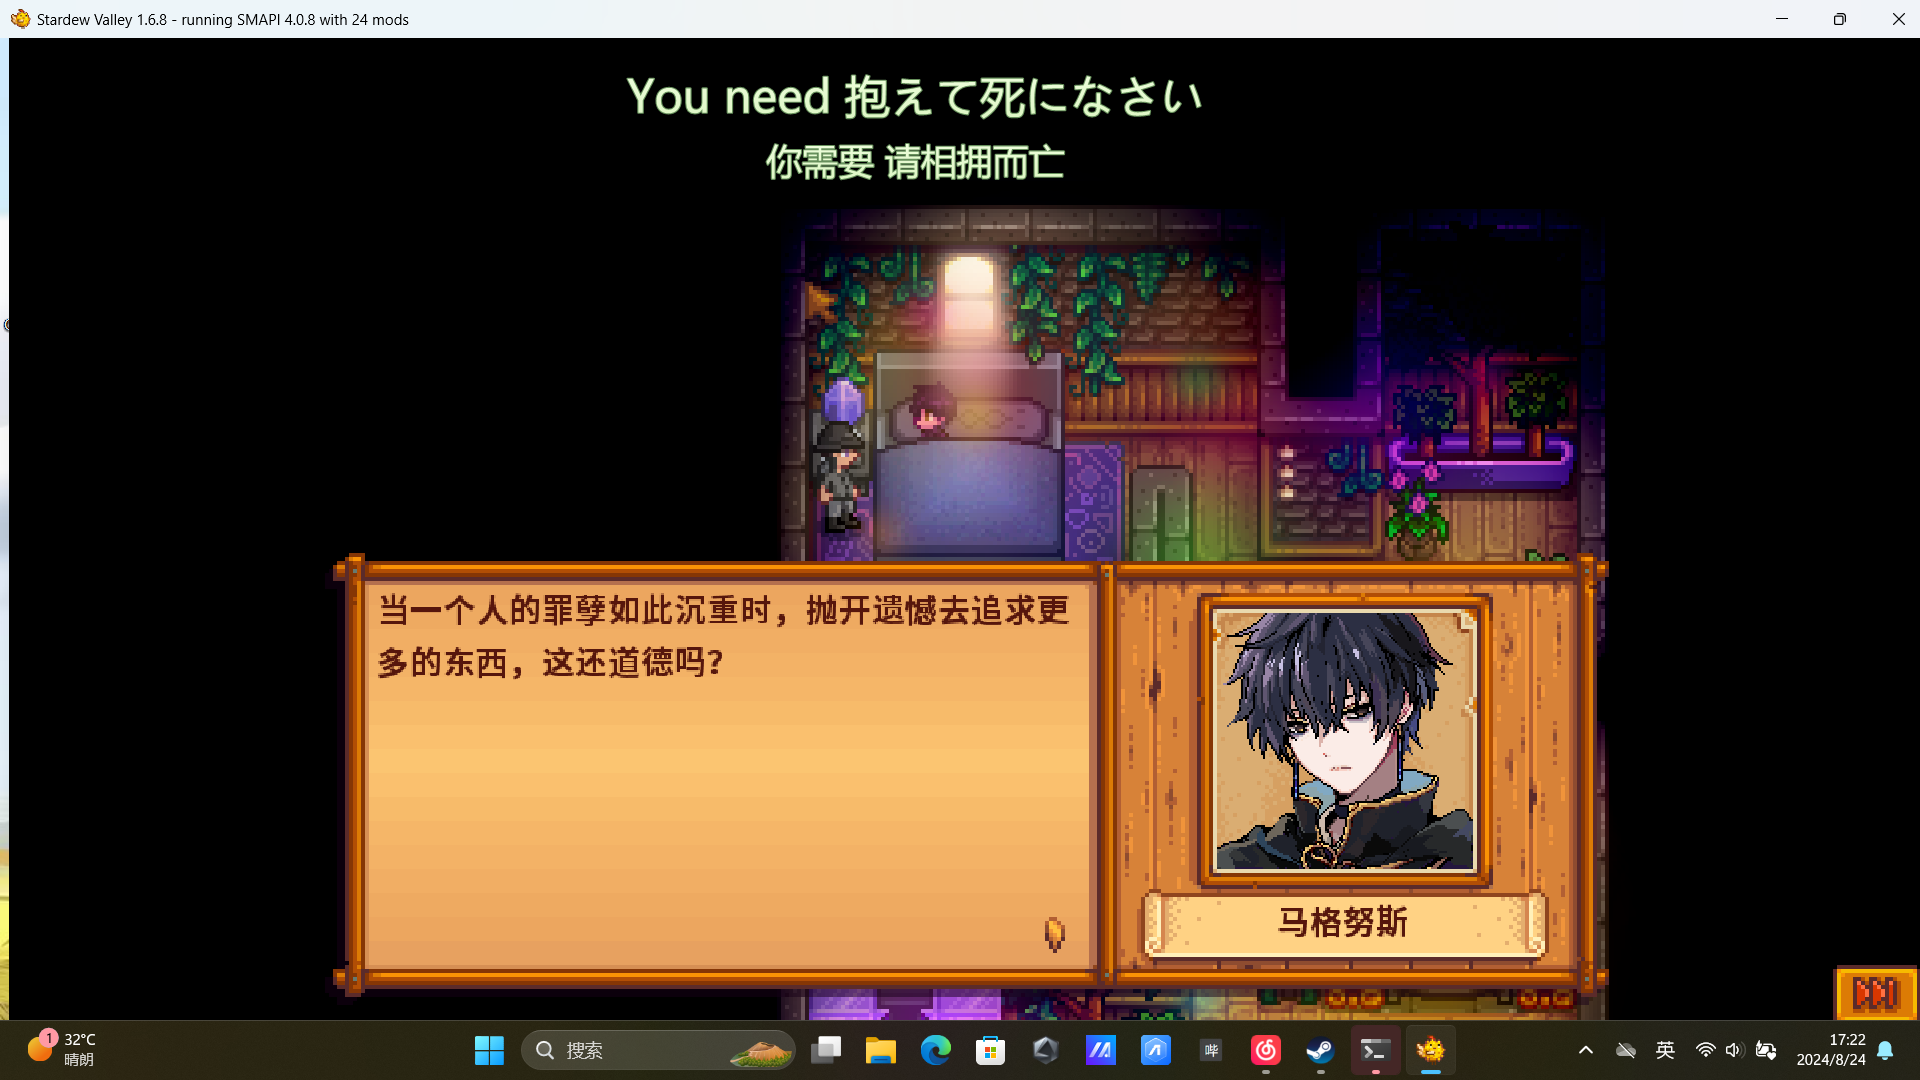 Stardew Valley 1.6.8 - running SMAPI 4.0.8 with 24 mods
You need 抱えて死になさい
你需要 请相拥而亡
当一个人的罪孽如此沉重时，抛开遗憾去追求更
多的东西，这还道德吗？
马格努斯
1
32°C
晴朗
搜索
哔
英
17:22
2024/8/24